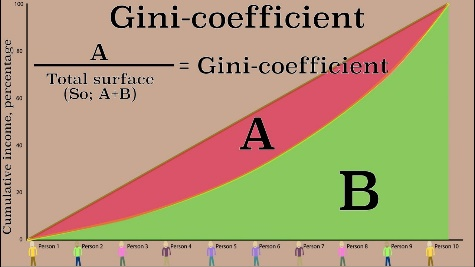 Gini-coefficient
A
Total surface
(So; A+B)
= Gini-coefficient
A
B
Cumulative income, percentage
100
80
60
40
20
0
Person 1 Person 2 Person 3 Person 4 Person 5 Person 6 Person 7 Person 8 Person 9 Person 10